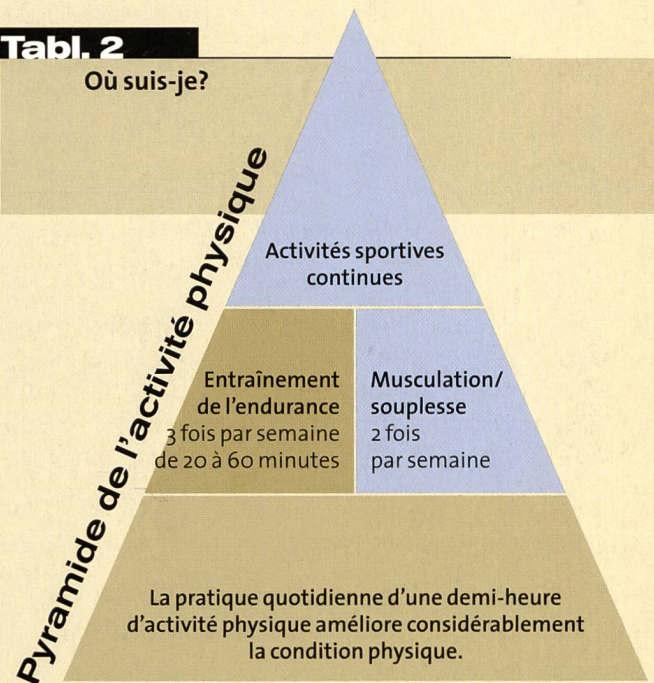 Tabl. 2
Où suis-je?
Pyramide de l'activité physique
Activités sportives
continues
Entraînement
de l'endurance
3 fois par semaine
de 20 à 60 minutes
Musculation/
souplesse
2 fois
par semaine
La pratique quotidienne d'une demi-heure
d'activité physique améliore considérablement
la condition physique.